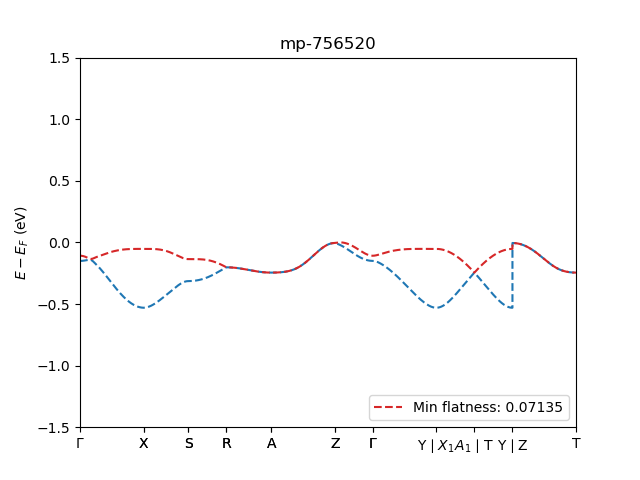 mp-756520
E − E_F (eV)
1.5
1.0
0.5
0.0
−0.5
−1.0
−1.5
Min flatness: 0.07135
Γ X S R A Z Γ Y | X₁A₁ | T Y | Z T